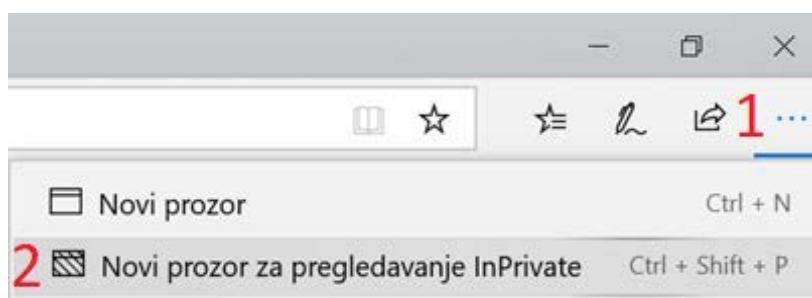 1 ...
Novi prozor Ctrl + N
2 Novi prozor za pregledavanje InPrivate Ctrl + Shift + P